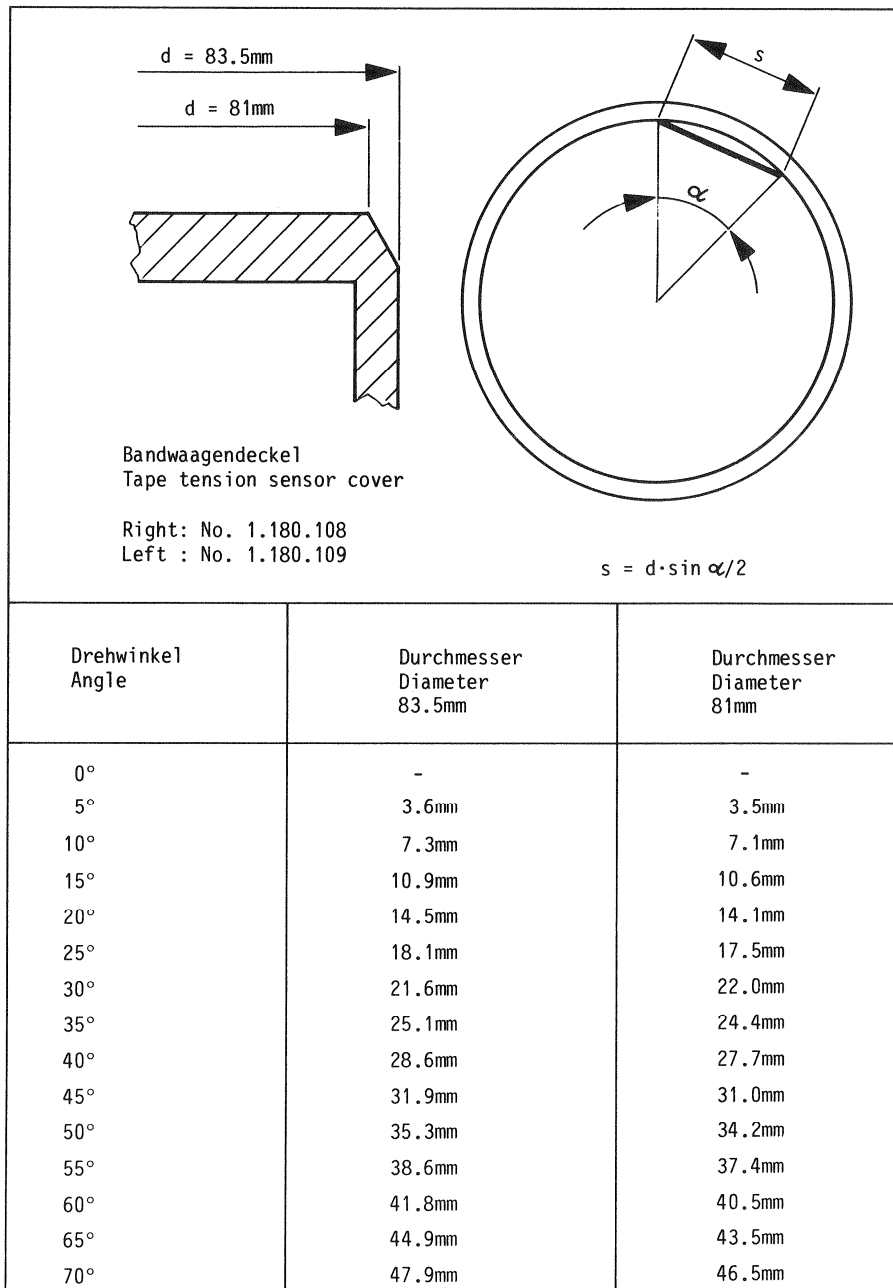 d = 83.5mm
d = 81mm
s
α
Bandwaagendeckel
Tape tension sensor cover
Right: No. 1.180.108
Left : No. 1.180.109
s = d·sin α/2
Drehwinkel
Angle
Durchmesser
Diameter
83.5mm
Durchmesser
Diameter
81mm
0° - -
5° 3.6mm 3.5mm
10° 7.3mm 7.1mm
15° 10.9mm 10.6mm
20° 14.5mm 14.1mm
25° 18.1mm 17.5mm
30° 21.6mm 22.0mm
35° 25.1mm 24.4mm
40° 28.6mm 27.7mm
45° 31.9mm 31.0mm
50° 35.3mm 34.2mm
55° 38.6mm 37.4mm
60° 41.8mm 40.5mm
65° 44.9mm 43.5mm
70° 47.9mm 46.5mm